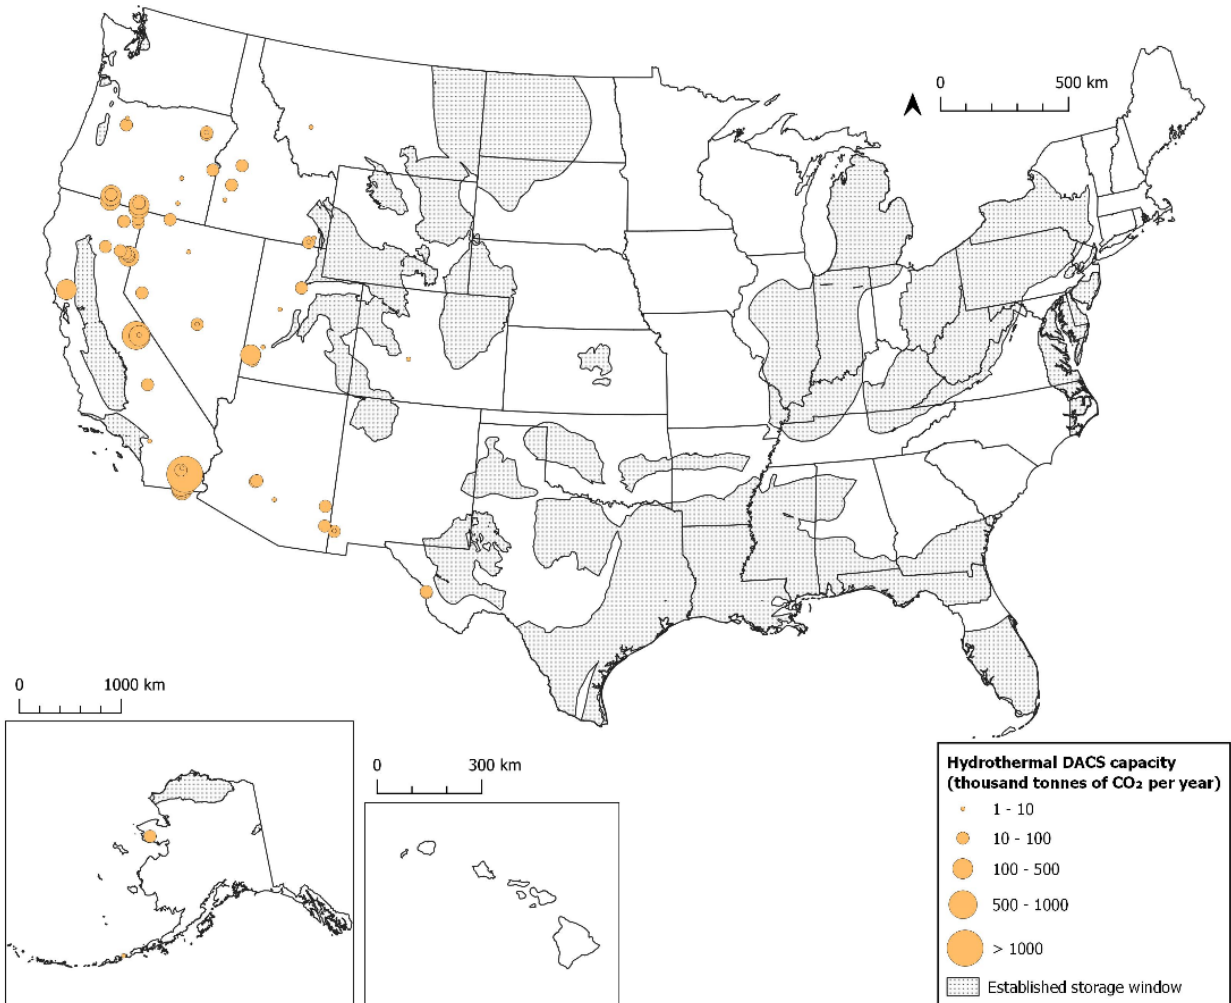 0 500 km
0 1000 km
0 300 km
Hydrothermal DACS capacity
(thousand tonnes of CO₂ per year)
1 - 10
10 - 100
100 - 500
500 - 1000
> 1000
Established storage window